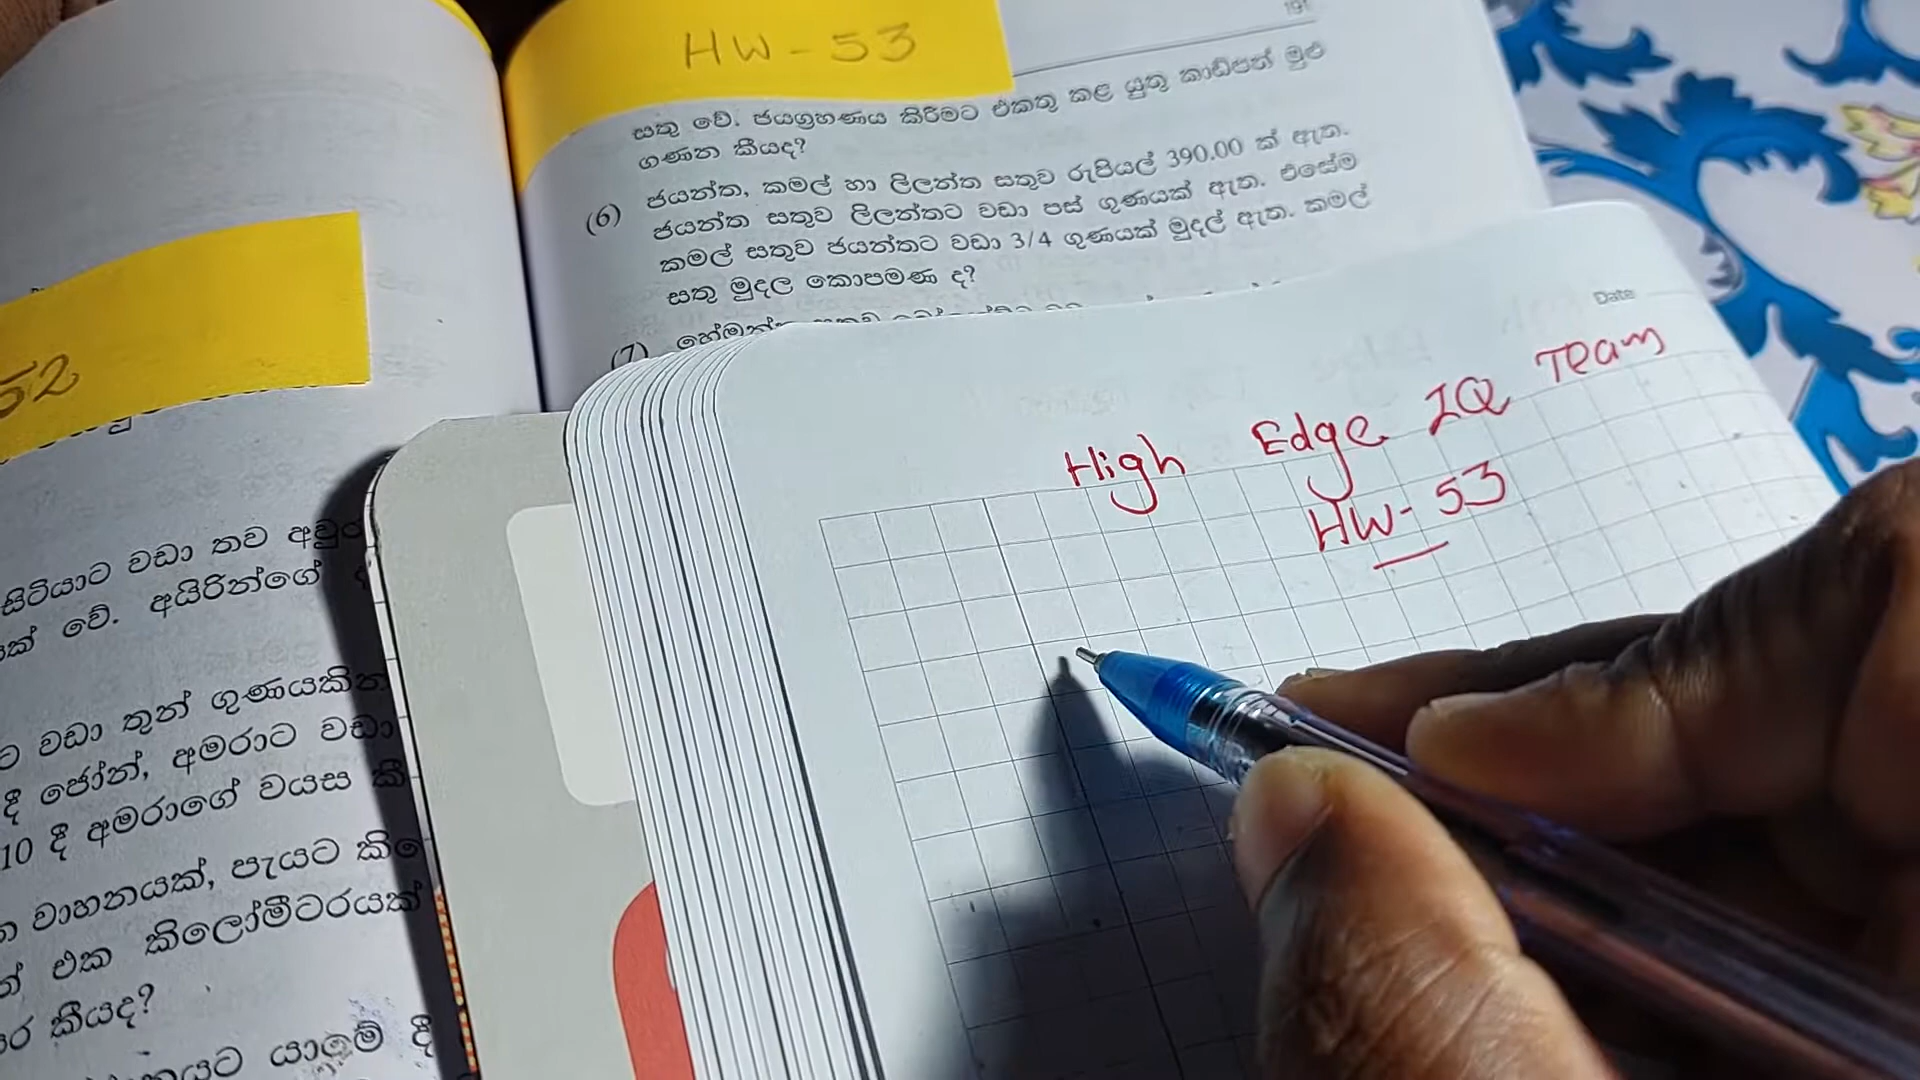 HW-53
191
සතු වේ. ජයග්‍රහණය කිරීමට එකතු කළ යුතු කාඩ්පත් මුළු
ගණන කීයද?
(6) ජයන්ත, කමල් හා ලිලන්ත සතුව රුපියල් 390.00 ක් ඇත.
ජයන්ත සතුව ලිලන්තට වඩා පස් ගුණයක් ඇත. එසේම
කමල් සතුව ජයන්තට වඩා 3/4 ගුණයක් මුදල් ඇත. කමල්
සතු මුදල කොපමණ ද?
(7)
52
සිටියාට වඩා තව
ක් වේ. අයිරින්ගේ
ට වඩා තුන් ගුණයකින
දී ජෝන්, අමරාට වඩා
10 දී අමරාගේ වයස කී
වාහනයක්, පැයට
එක කිලෝමීටරයක්
කීයද?
යාමේ දී
Date
High Edge IQ Team
HW-53